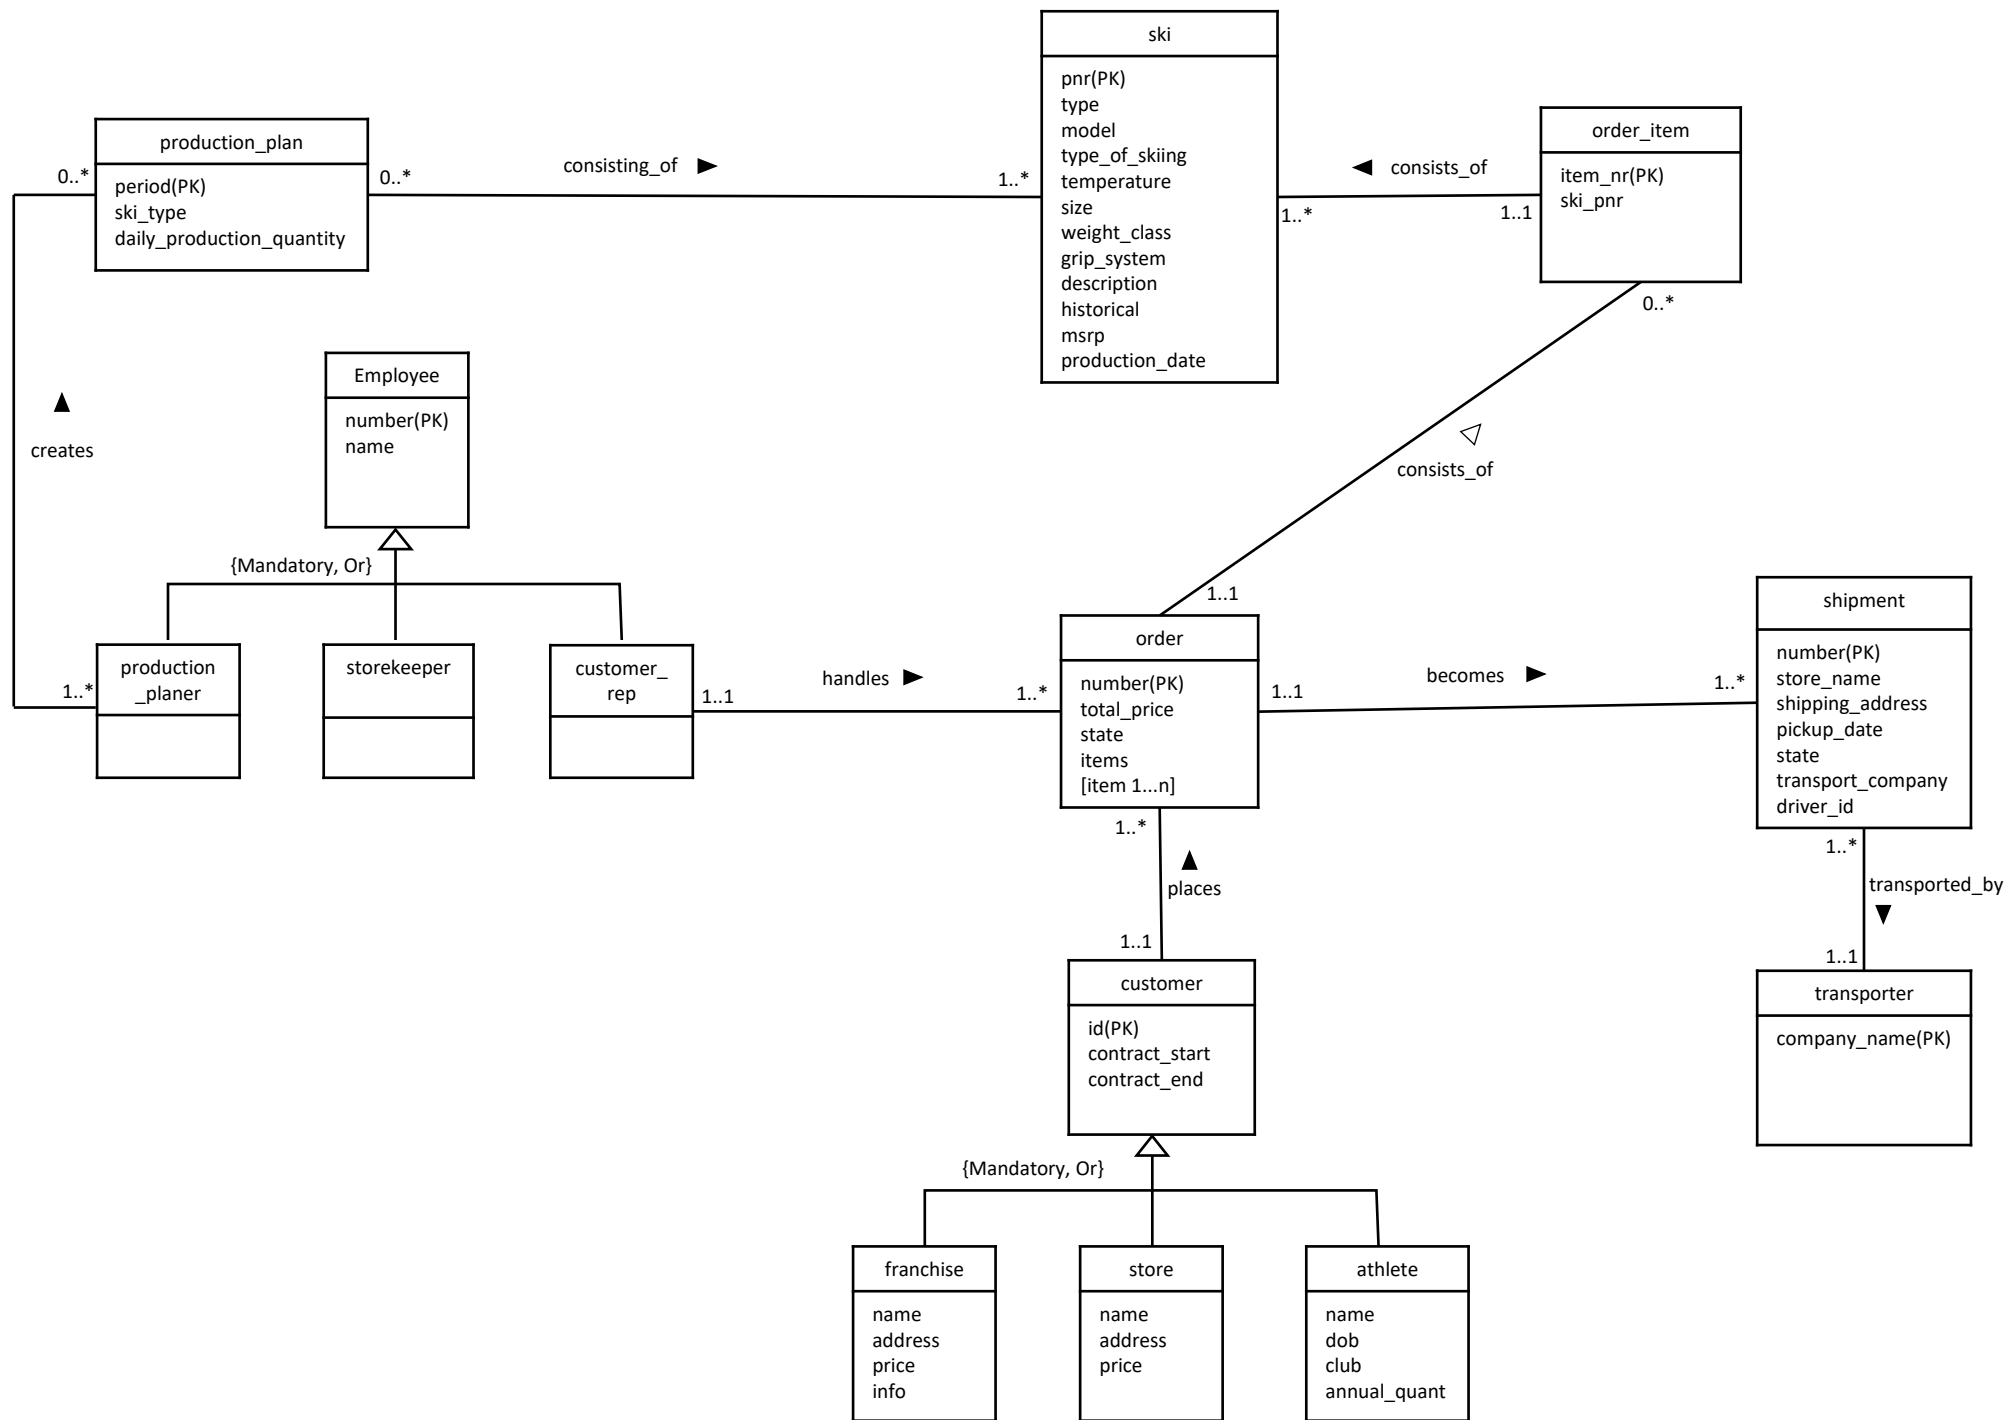 ski
pnr(PK)
type
model
type_of_skiing
temperature
size
weight_class
grip_system
description
historical
msrp
production_date
production_plan
period(PK)
ski_type
daily_production_quantity
0..*
0..*
consisting_of
1..*
consists_of
1..*
1..1
order_item
item_nr(PK)
ski_pnr
0..*
consists_of
1..1
creates
Employee
number(PK)
name
{Mandatory, Or}
1..*
production
_planer
storekeeper
customer_
rep
1..1
handles
1..*
order
number(PK)
total_price
state
items
[item 1...n]
1..1
becomes
1..*
shipment
number(PK)
store_name
shipping_address
pickup_date
state
transport_company
driver_id
1..*
places
1..1
1..*
transported_by
1..1
transporter
company_name(PK)
customer
id(PK)
contract_start
contract_end
{Mandatory, Or}
franchise
name
address
price
info
store
name
address
price
athlete
name
dob
club
annual_quant